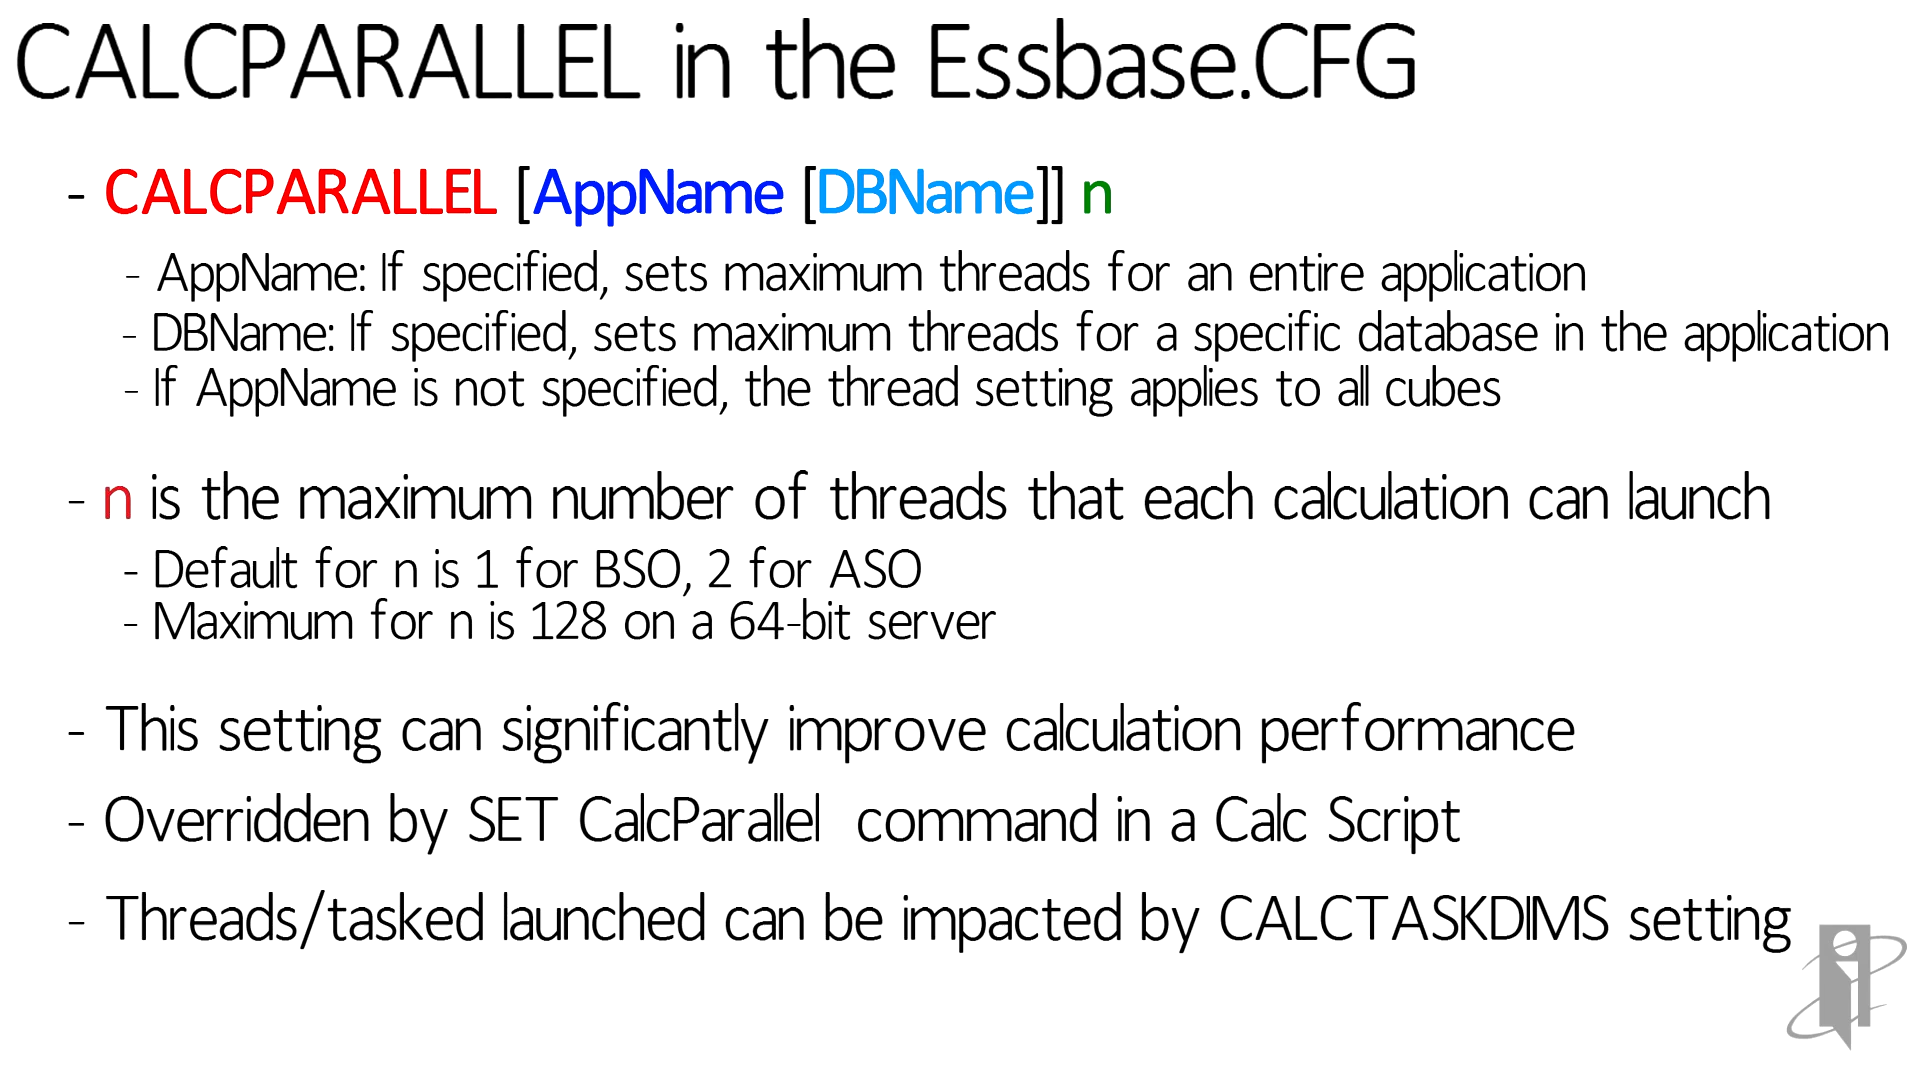 CALCPARALLEL in the Essbase.CFG
- CALCPARALLEL [AppName [DBName]] n
- AppName: If specified, sets maximum threads for an entire application
- DBName: If specified, sets maximum threads for a specific database in the application
- If AppName is not specified, the thread setting applies to all cubes
- n is the maximum number of threads that each calculation can launch
- Default for n is 1 for BSO, 2 for ASO
- Maximum for n is 128 on a 64-bit server
- This setting can significantly improve calculation performance
- Overridden by SET CalcParallel command in a Calc Script
- Threads/tasked launched can be impacted by CALCTASKDIMS setting